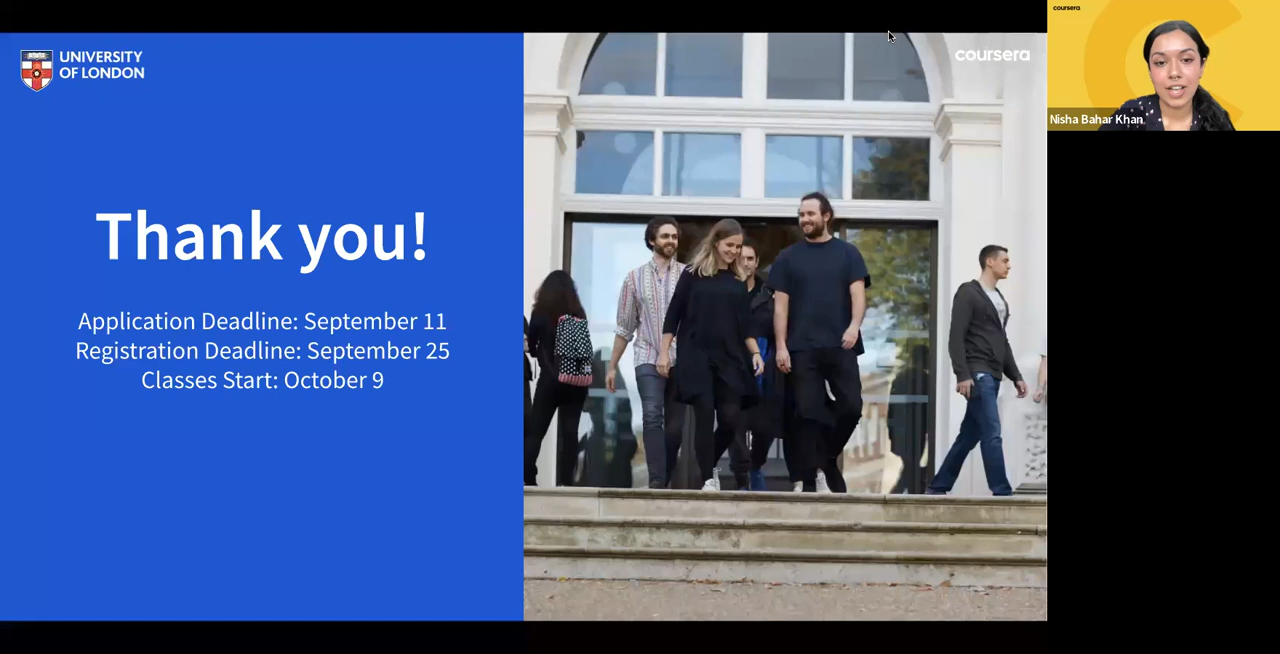 UNIVERSITY
OF LONDON
Thank you!
Application Deadline: September 11
Registration Deadline: September 25
Classes Start: October 9
coursera
coursera
Nisha Bahar Khan